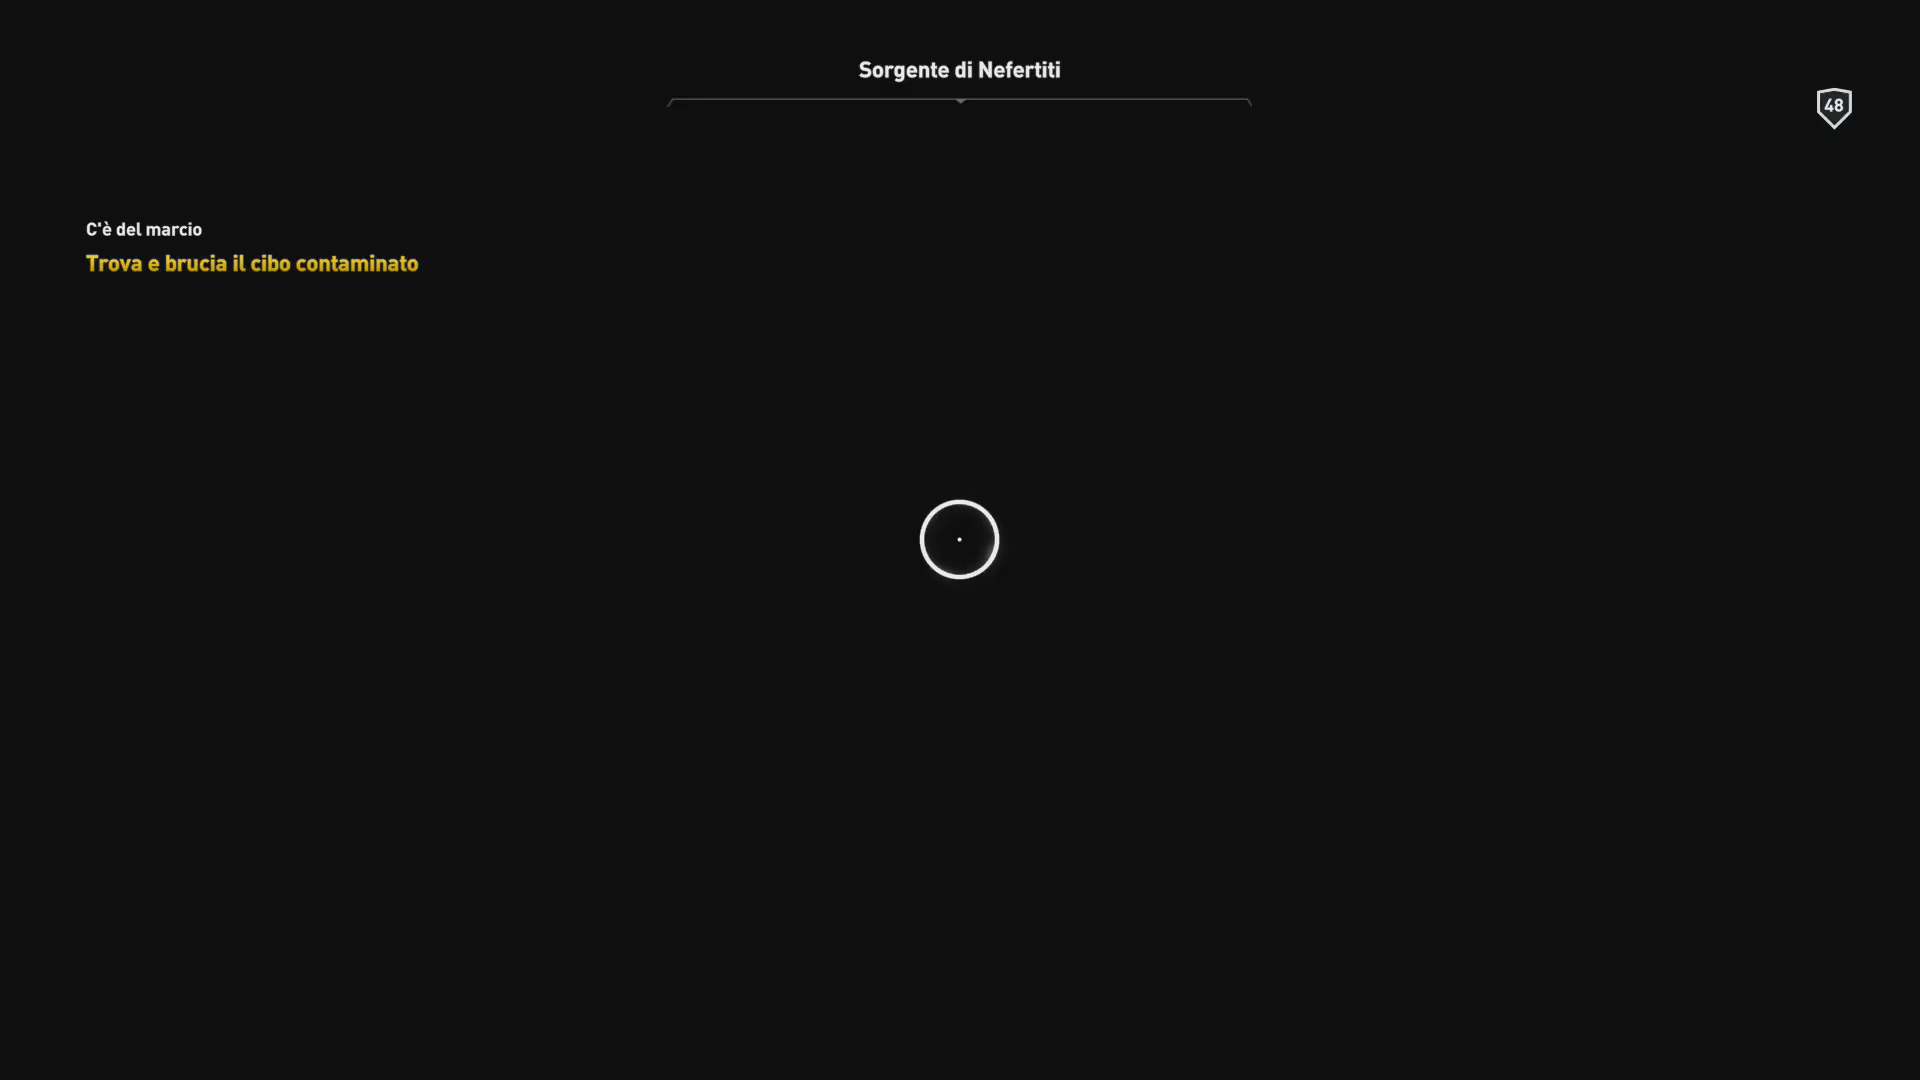 Sorgente di Nefertiti
48
C'è del marcio
Trova e brucia il cibo contaminato